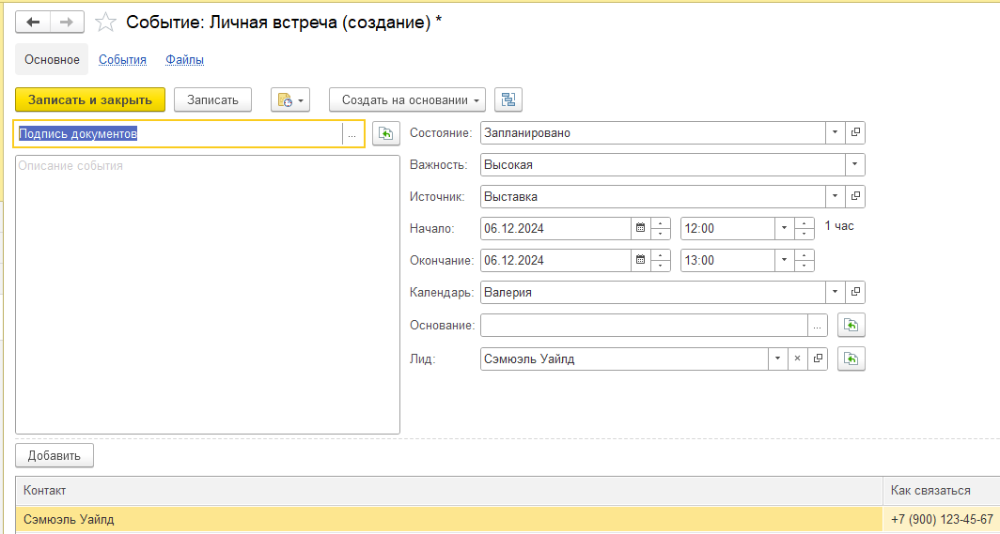 Событие: Личная встреча (создание) *
Основное События Файлы
Записать и закрыть Записать Создать на основании
Подпись документов ... Состояние: Запланировано
Описание события
Важность: Высокая
Источник: Выставка
Начало: 06.12.2024 12:00 1 час
Окончание: 06.12.2024 13:00
Календарь: Валерия
Основание: ...
Лид: Сэмюэль Уайлд
Добавить
Контакт Как связаться
Сэмюэль Уайлд +7 (900) 123-45-67